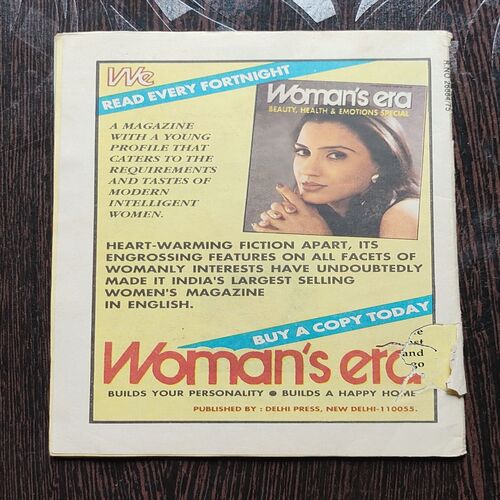 We
READ EVERY FORTNIGHT
Woman's era
BEAUTY, HEALTH & EMOTIONS SPECIAL
A MAGAZINE
WITH A YOUNG
PROFILE THAT
CATERS TO THE
REQUIREMENTS
AND TASTES OF
MODERN
INTELLIGENT
WOMEN.
HEART-WARMING FICTION APART, ITS
ENGROSSING FEATURES ON ALL FACETS OF
WOMANLY INTERESTS HAVE UNDOUBTEDLY
MADE IT INDIA'S LARGEST SELLING
WOMEN'S MAGAZINE
IN ENGLISH.
BUY A COPY TODAY
Woman's era
and
go
BUILDS YOUR PERSONALITY ● BUILDS A HAPPY HOME
PUBLISHED BY : DELHI PRESS, NEW DELHI-110055.